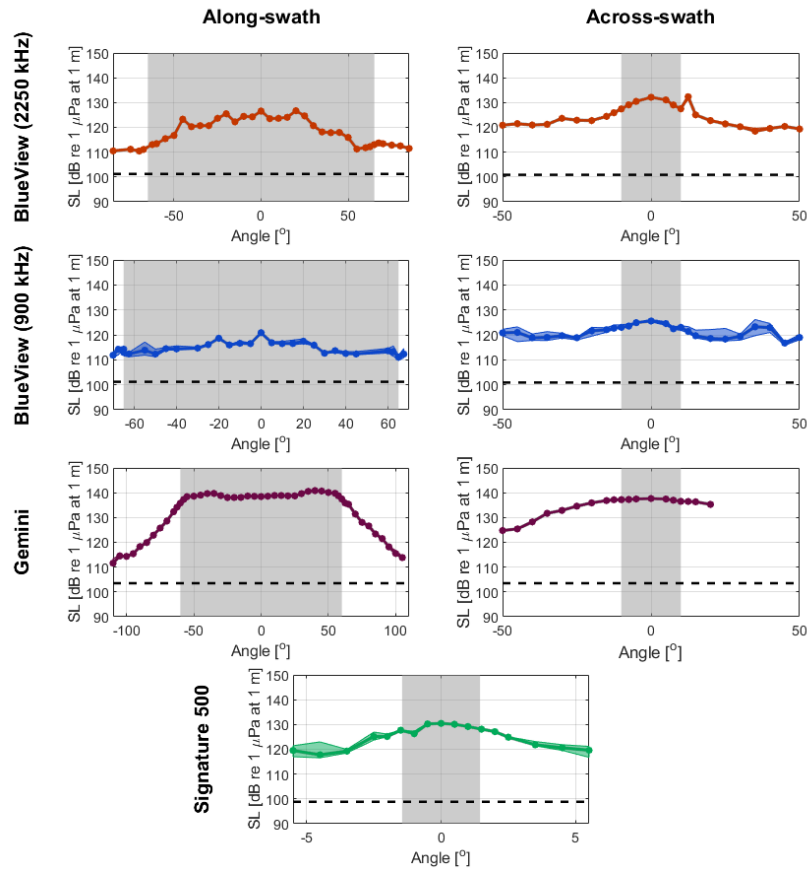 Along-swath
Across-swath
BlueView (2250 kHz)
SL [dB re 1 μPa at 1 m]
150
140
130
120
110
100
90
-50 0 50
Angle [o]
SL [dB re 1 μPa at 1 m]
150
140
130
120
110
100
90
-50 0 50
Angle [o]
BlueView (900 kHz)
SL [dB re 1 μPa at 1 m]
150
140
130
120
110
100
90
-60 -40 -20 0 20 40 60
Angle [o]
SL [dB re 1 μPa at 1 m]
150
140
130
120
110
100
90
-50 0 50
Angle [o]
Gemini
SL [dB re 1 μPa at 1 m]
150
140
130
120
110
100
90
-100 -50 0 50 100
Angle [o]
SL [dB re 1 μPa at 1 m]
150
140
130
120
110
100
90
-50 0 50
Angle [o]
Signature 500
SL [dB re 1 μPa at 1 m]
150
140
130
120
110
100
90
-5 0 5
Angle [o]